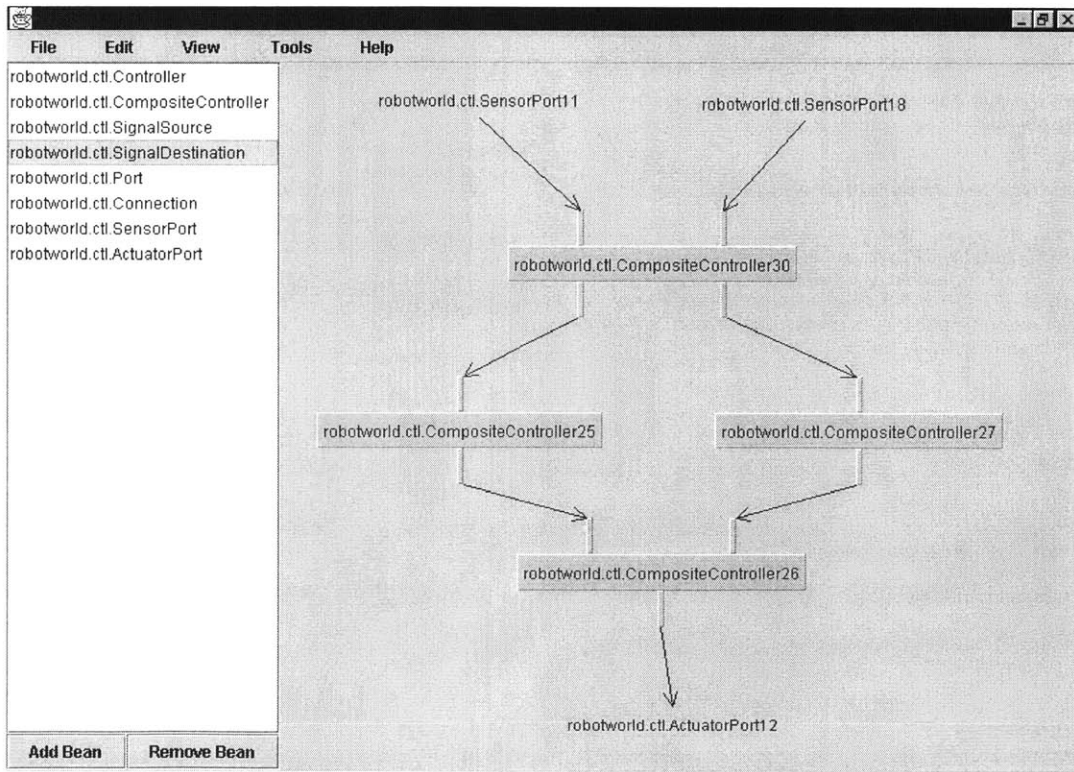 File Edit View Tools Help
robotworld.ctl.Controller
robotworld.ctl.CompositeController
robotworld.ctl.SignalSource
robotworld.ctl.SignalDestination
robotworld.ctl.Port
robotworld.ctl.Connection
robotworld.ctl.SensorPort
robotworld.ctl.ActuatorPort
Add Bean Remove Bean
robotworld.ctl.SensorPort11 robotworld.ctl.SensorPort18
robotworld.ctl.CompositeController30
robotworld.ctl.CompositeController25 robotworld.ctl.CompositeController27
robotworld.ctl.CompositeController26
robotworld.ctl.ActuatorPort12